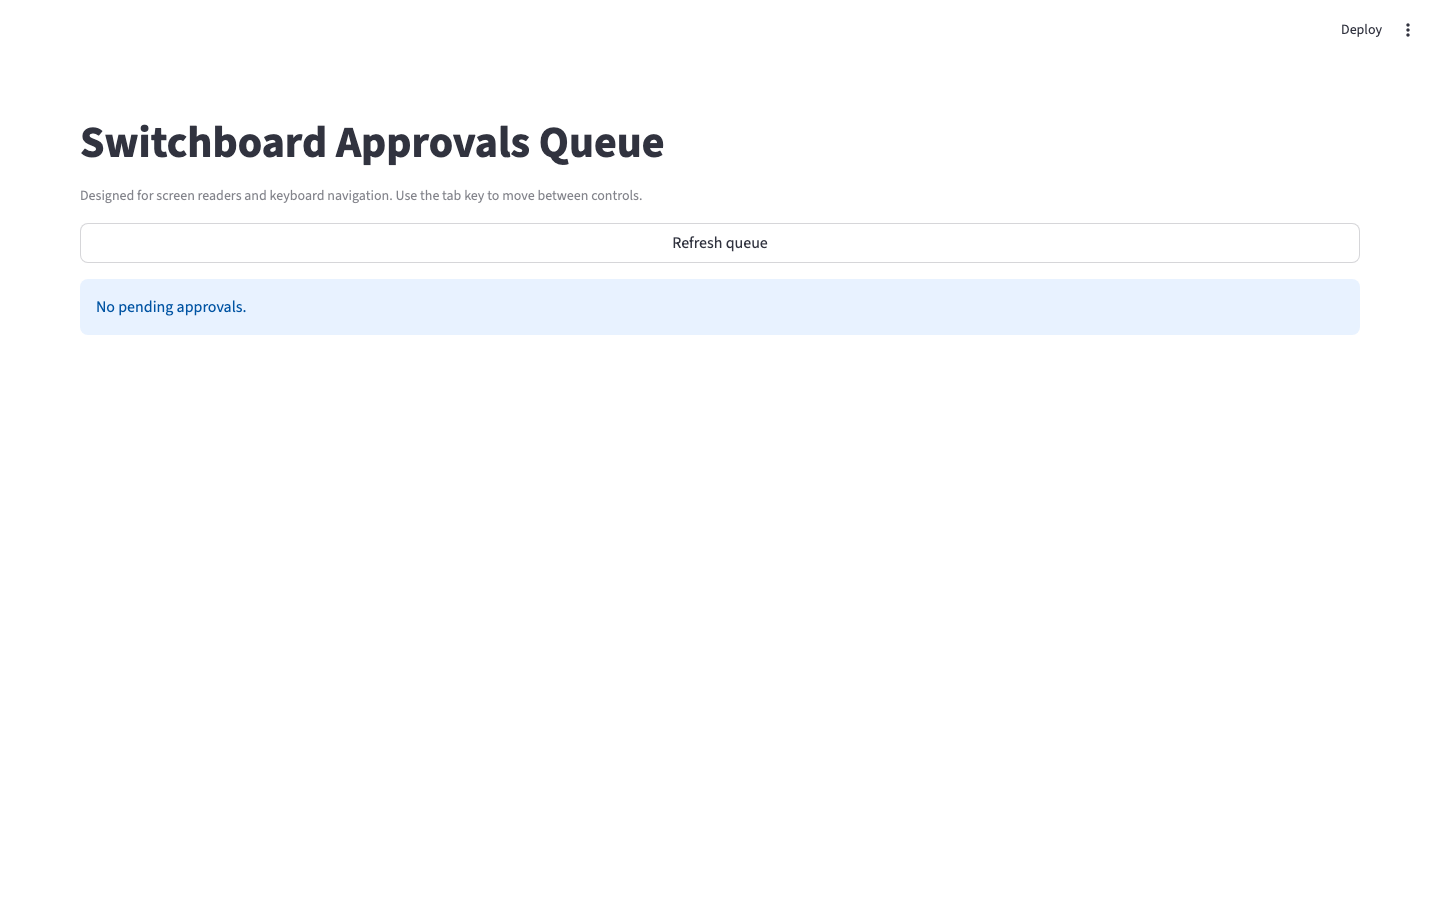 Deploy
Switchboard Approvals Queue
Designed for screen readers and keyboard navigation. Use the tab key to move between controls.
Refresh queue
No pending approvals.